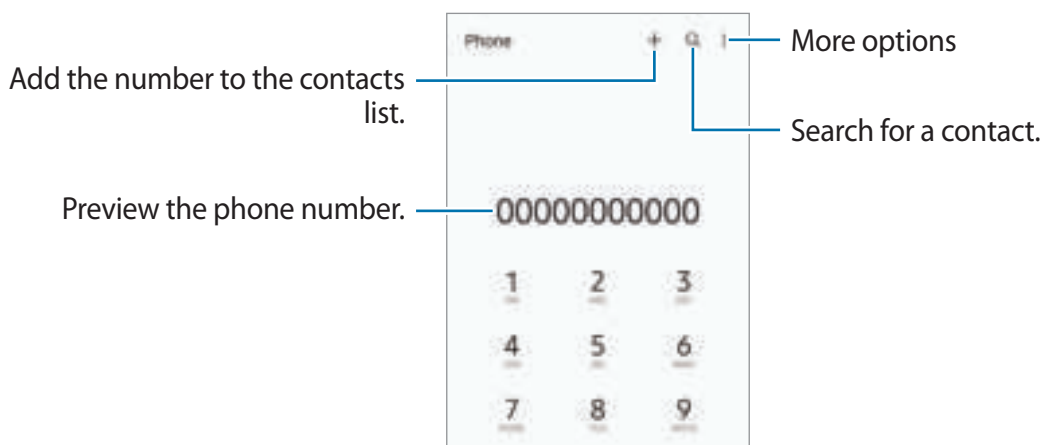 Phone
More options
Add the number to the contacts
list.
Search for a contact.
Preview the phone number.
00000000000
1 2 3
4 5 6
7 8 9